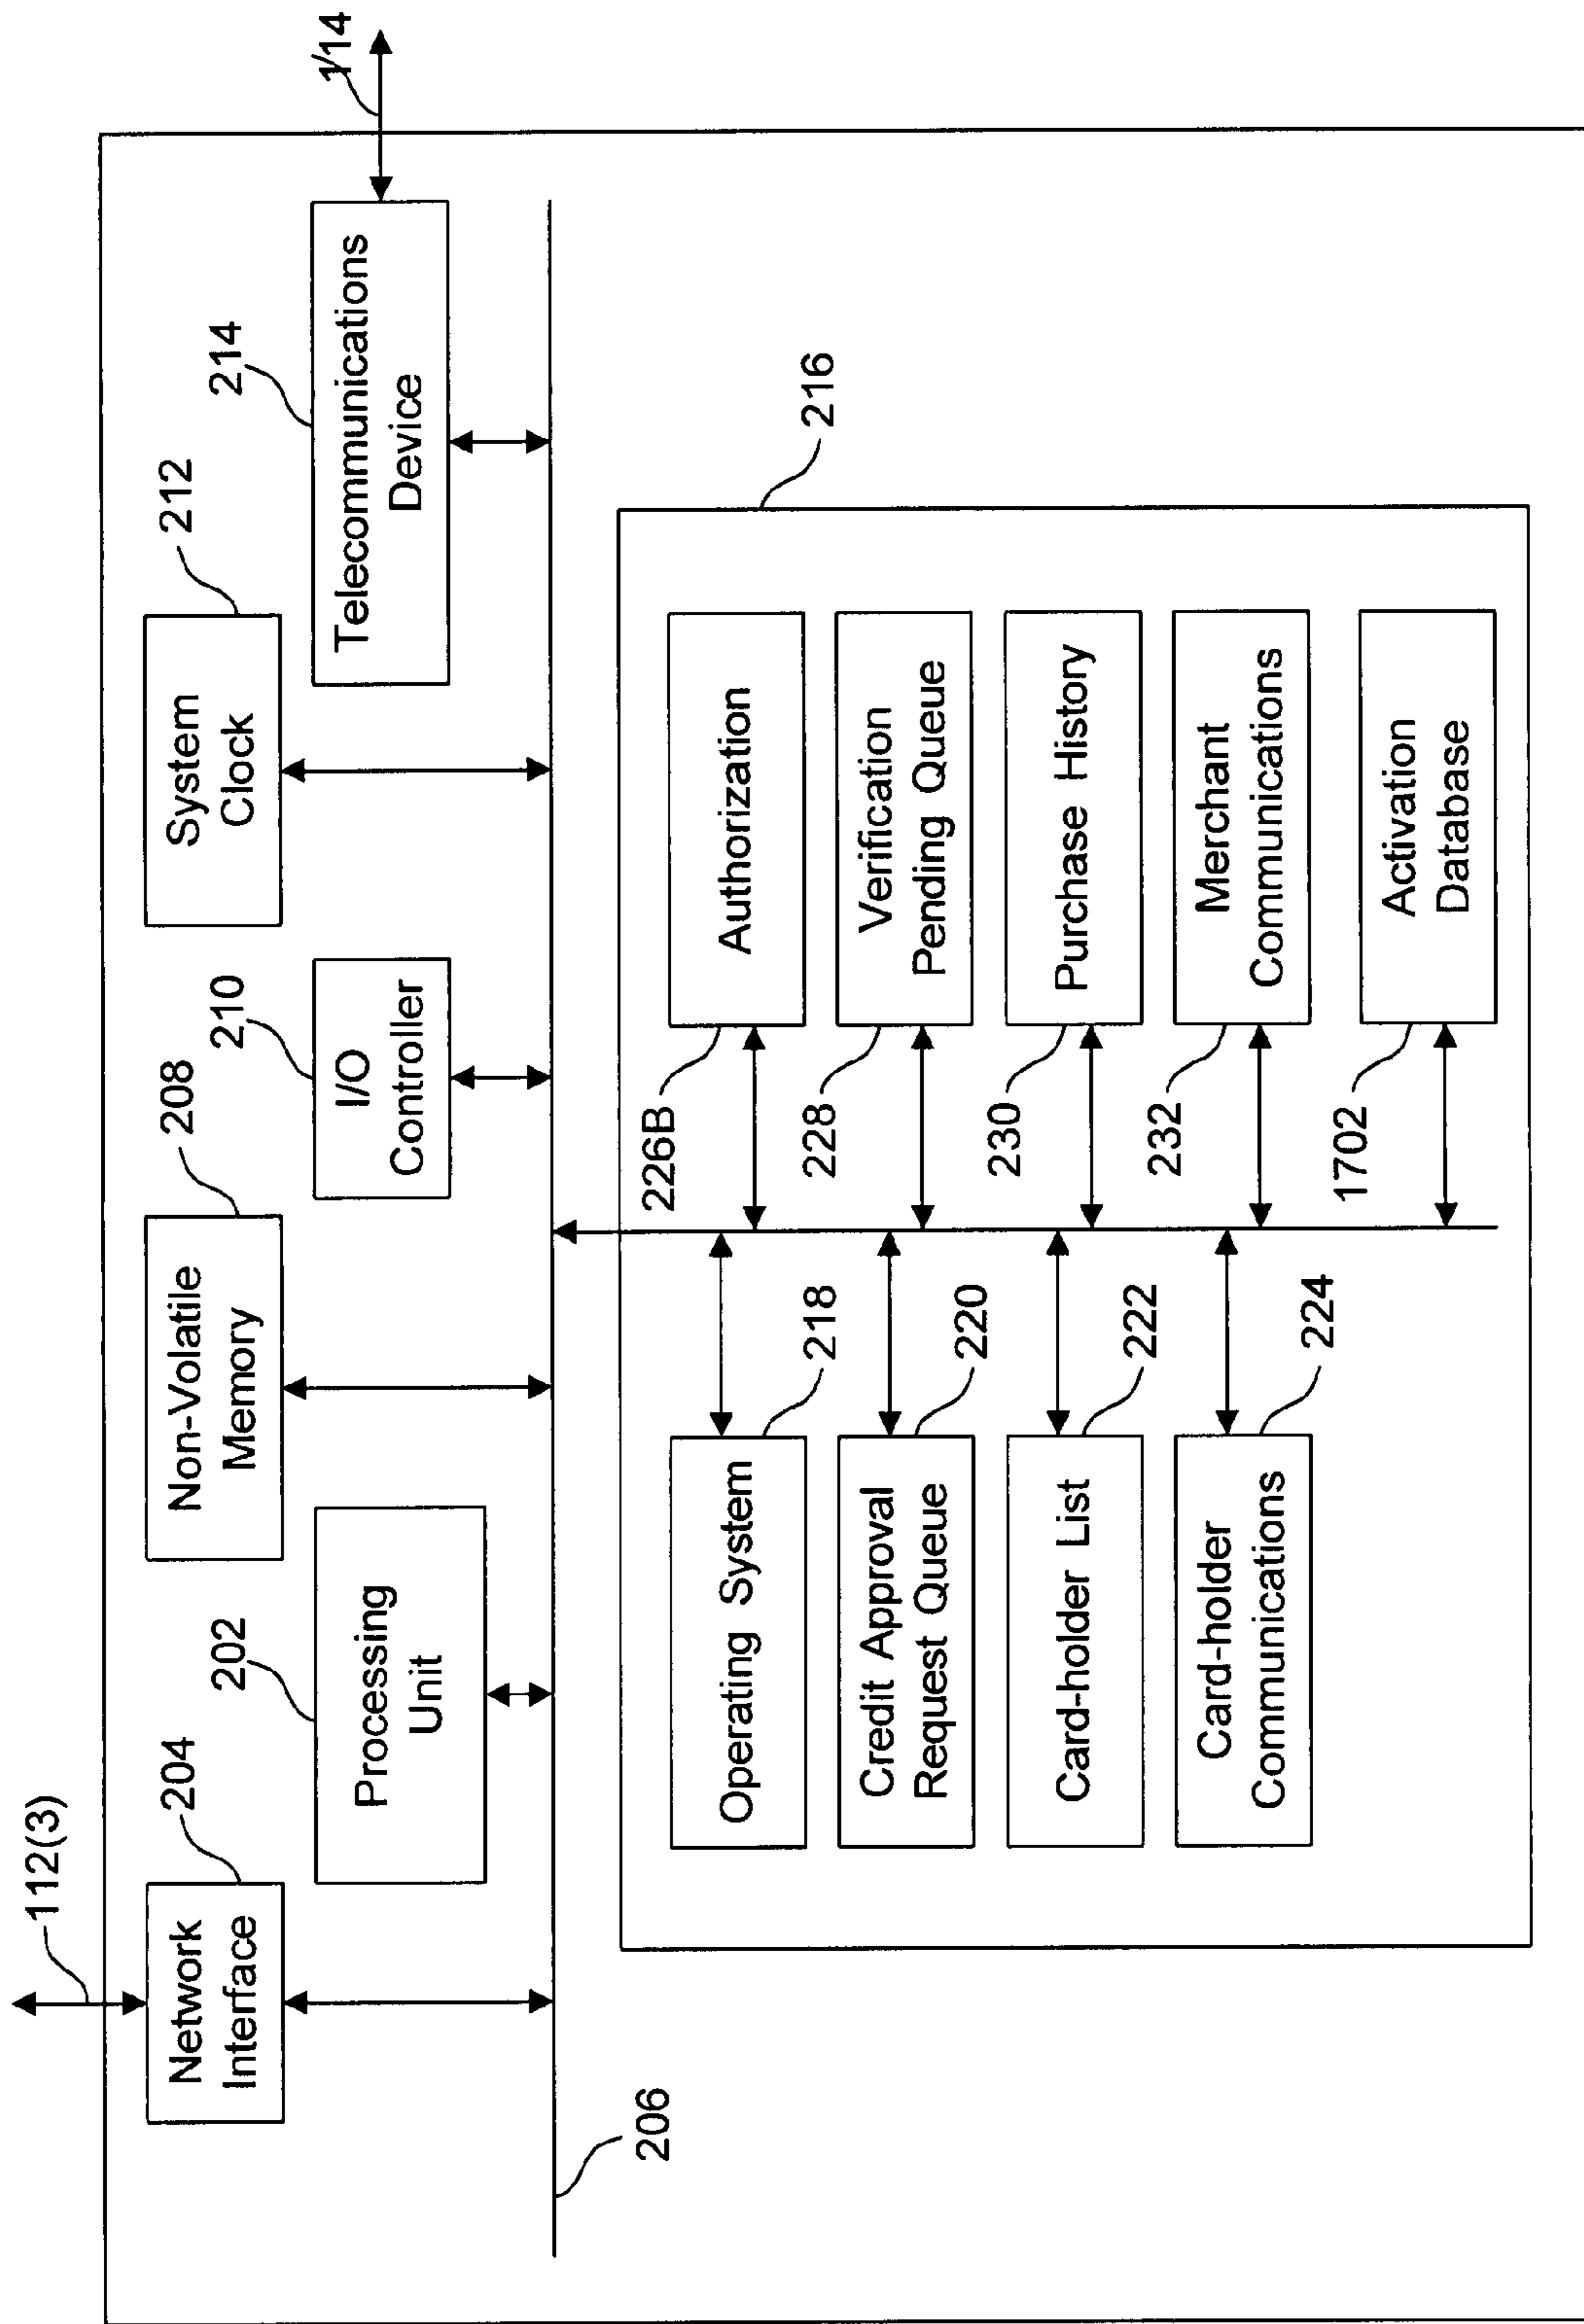 112(3)
204
Network
Interface
202
Processing
Unit
208
Non-Volatile
Memory
210
I/O
Controller
212
System
Clock
214
Telecommunications
Device
114
206
216
Operating System
218
Credit Approval
Request Queue
220
Card-holder List
222
Card-holder
Communications
224
226B
Authorization
228
Verification
Pending Queue
230
Purchase History
232
Merchant
Communications
1702
Activation
Database